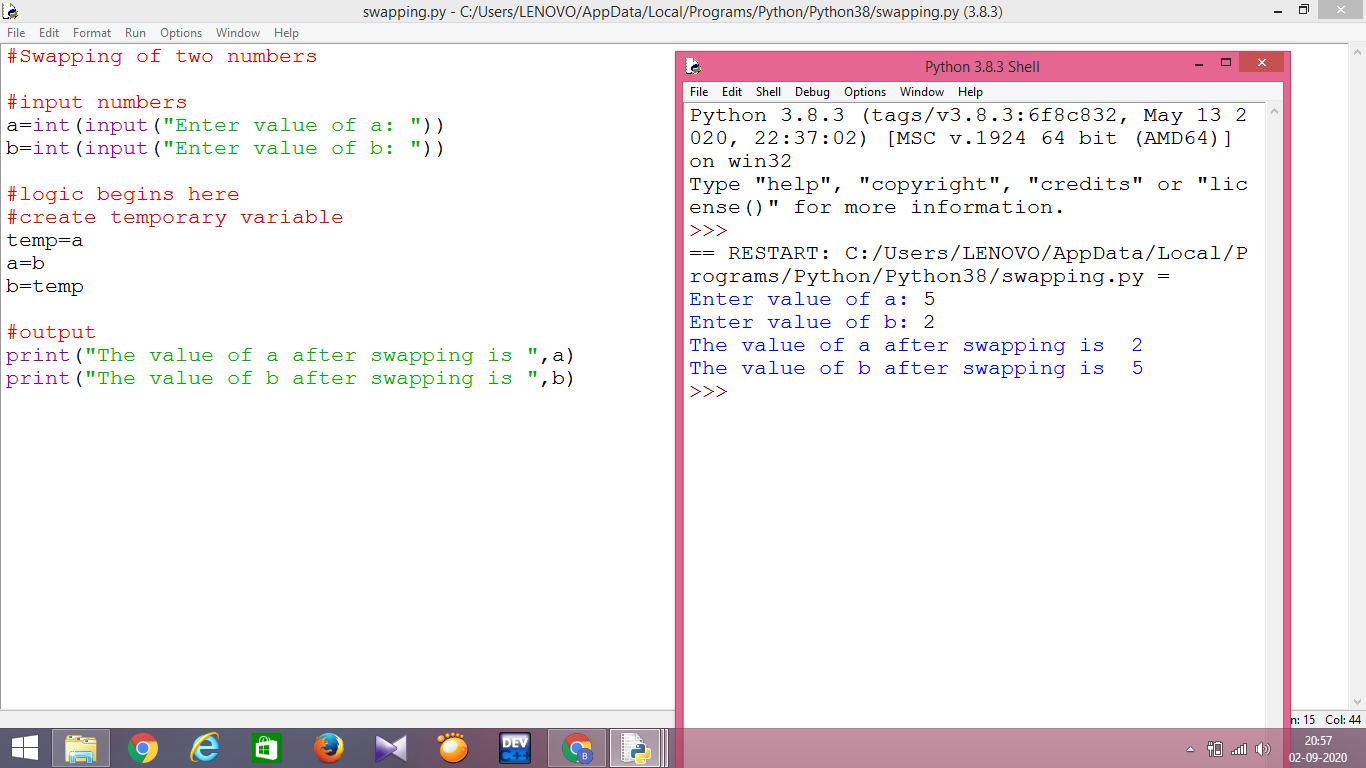 swapping.py - C:/Users/LENOVO/AppData/Local/Programs/Python/Python38/swapping.py (3.8.3)
File Edit Format Run Options Window Help
#Swapping of two numbers
#input numbers
a=int(input("Enter value of a: "))
b=int(input("Enter value of b: "))
#logic begins here
#create temporary variable
temp=a
a=b
b=temp
#output
print("The value of a after swapping is ",a)
print("The value of b after swapping is ",b)
Python 3.8.3 Shell
File Edit Shell Debug Options Window Help
Python 3.8.3 (tags/v3.8.3:6f8c832, May 13 2
020, 22:37:02) [MSC v.1924 64 bit (AMD64)]
on win32
Type "help", "copyright", "credits" or "lic
ense()" for more information.
>>>
== RESTART: C:/Users/LENOVO/AppData/Local/P
rograms/Python/Python38/swapping.py =
Enter value of a: 5
Enter value of b: 2
The value of a after swapping is  2
The value of b after swapping is  5
>>>
n: 15 Col: 44
DEV
C++
B
20:57
02-09-2020